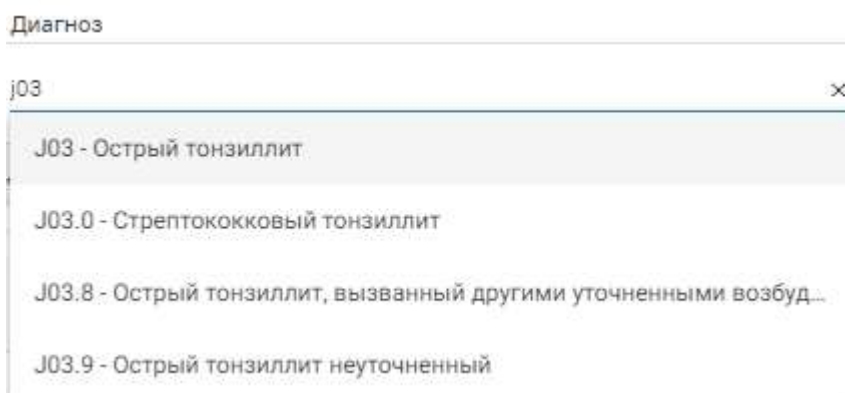 Диагноз
j03
J03 - Острый тонзиллит
J03.0 - Стрептококковый тонзиллит
J03.8 - Острый тонзиллит, вызванный другими уточненными возбуд...
J03.9 - Острый тонзиллит неуточненный